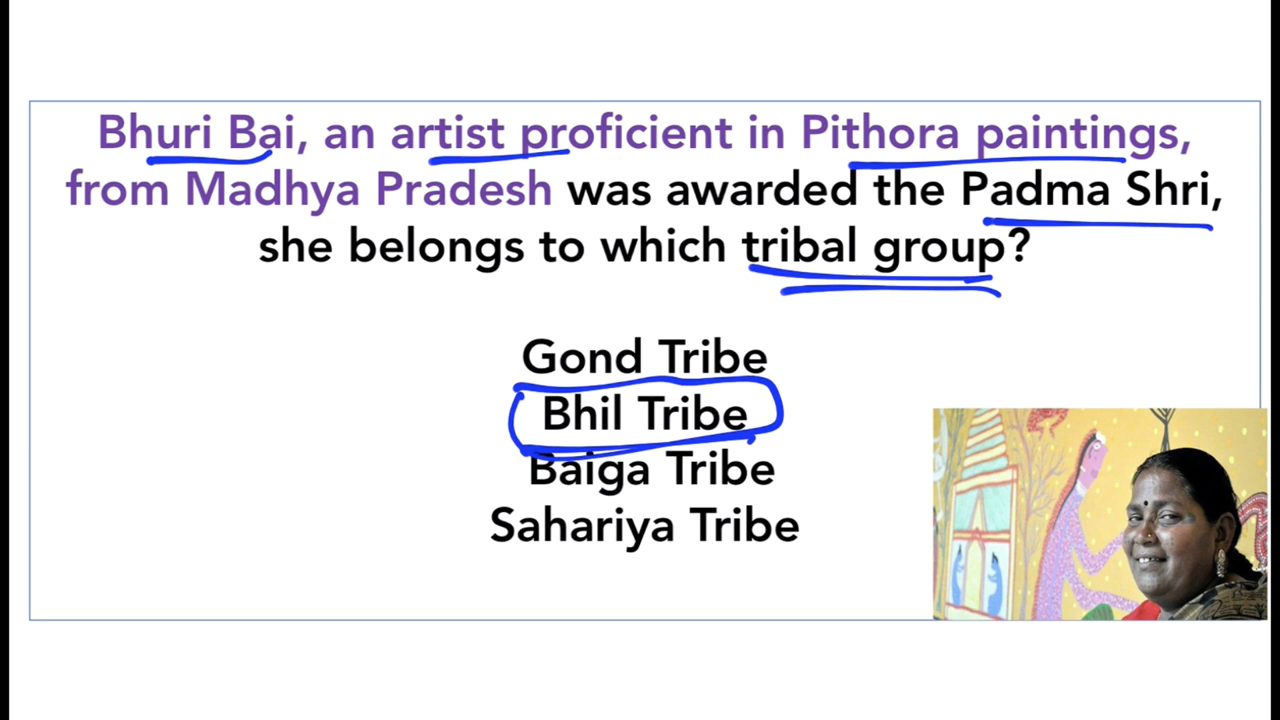 Bhuri Bai, an artist proficient in Pithora paintings,
from Madhya Pradesh was awarded the Padma Shri,
she belongs to which tribal group?
Gond Tribe
Bhil Tribe
Baiga Tribe
Sahariya Tribe